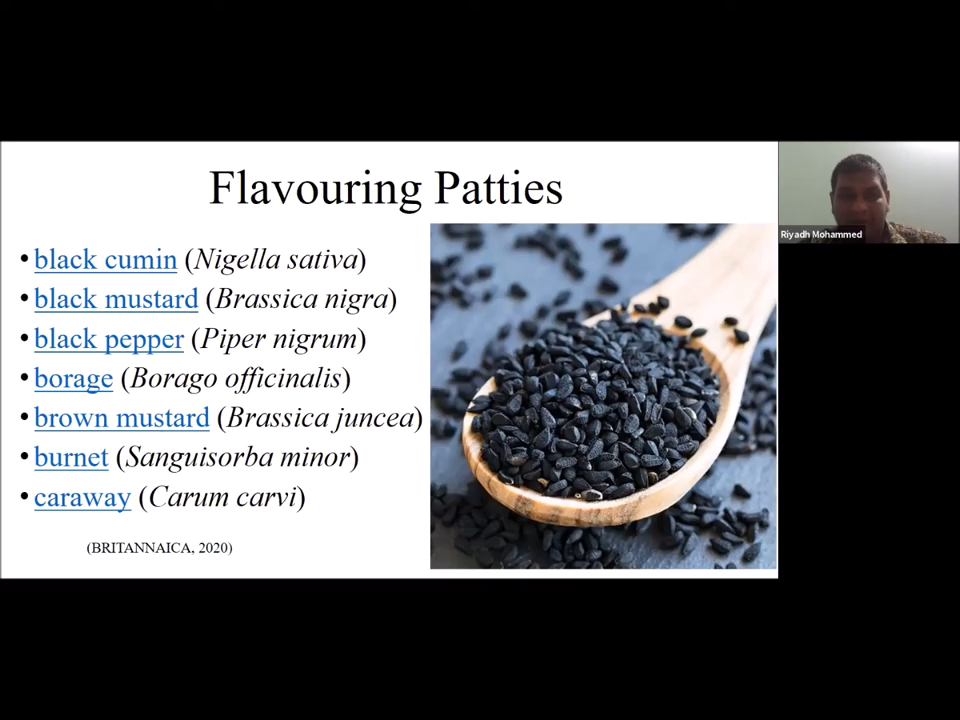 Flavouring Patties
• black cumin (Nigella sativa)
• black mustard (Brassica nigra)
• black pepper (Piper nigrum)
• borage (Borago officinalis)
• brown mustard (Brassica juncea)
• burnet (Sanguisorba minor)
• caraway (Carum carvi)
(BRITANNAICA, 2020)
Riyadh Mohammed